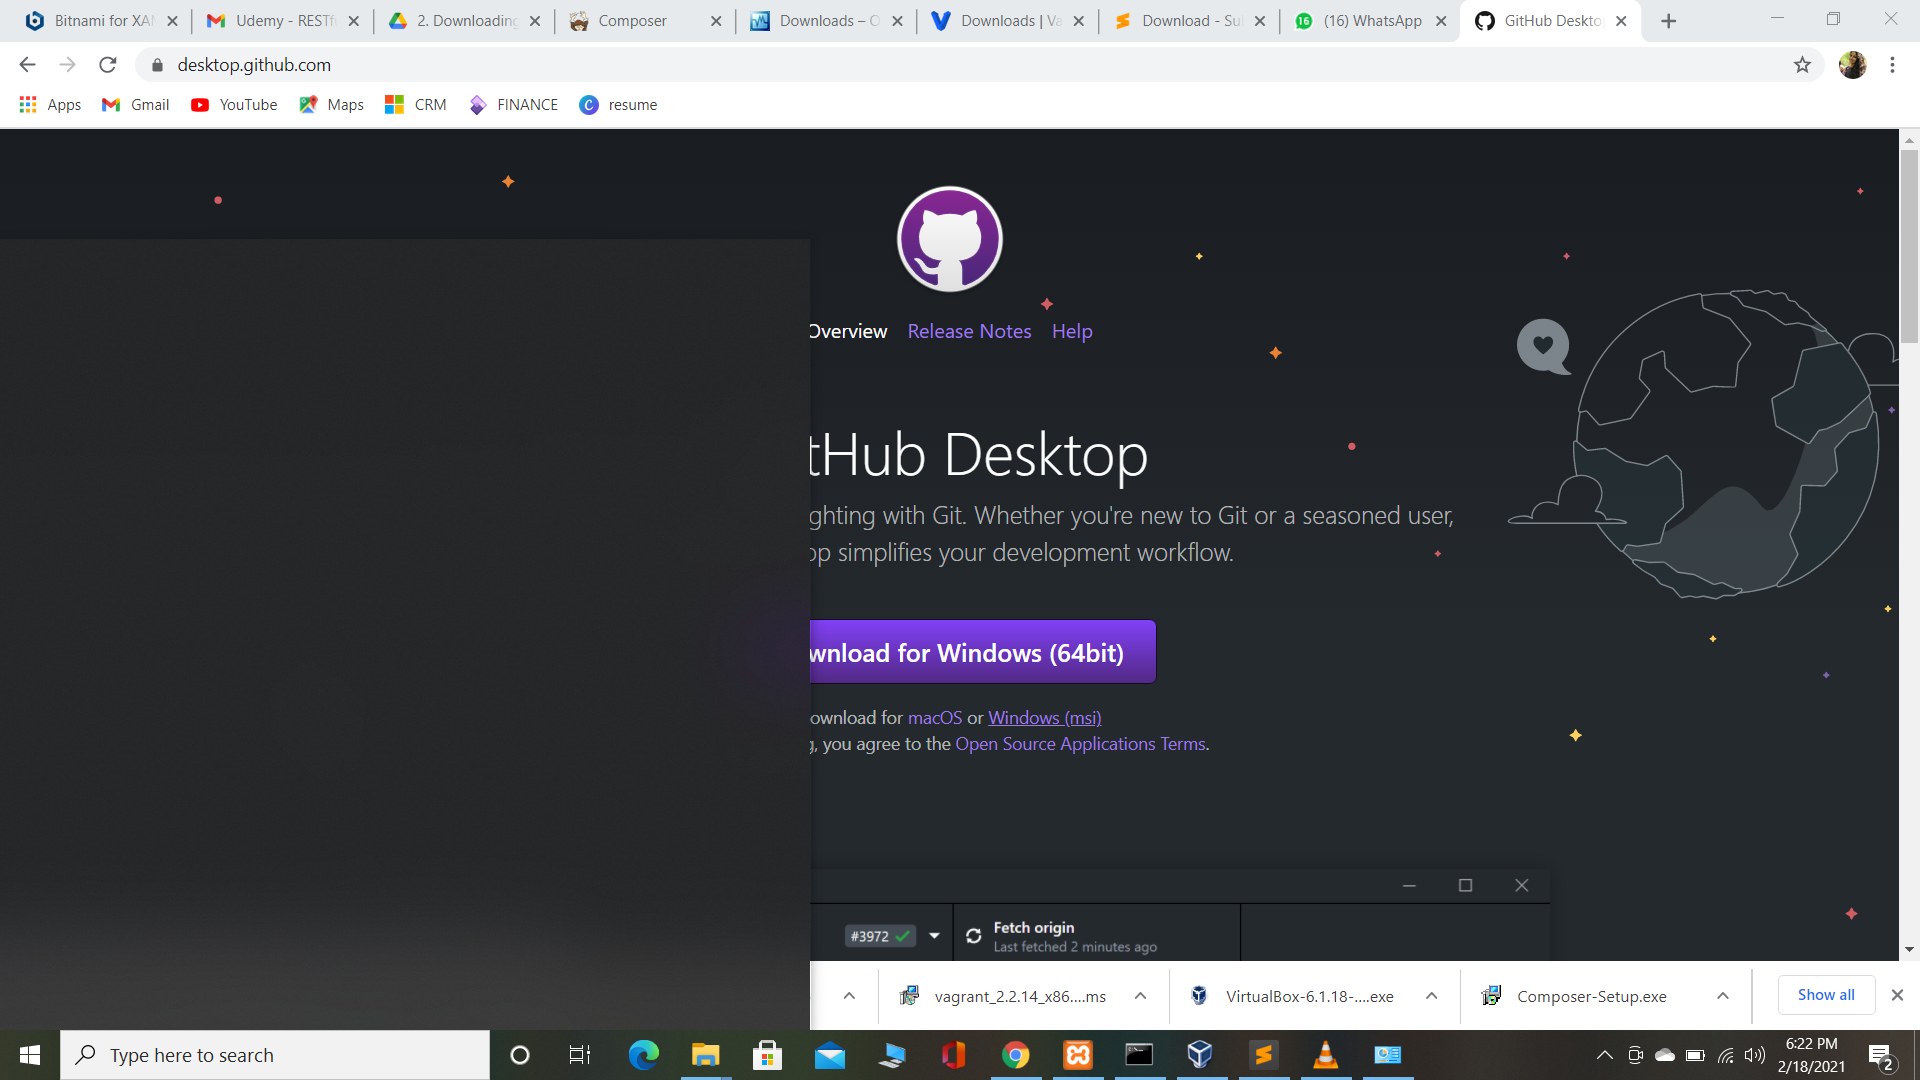 Bitnami for XAM
Udemy - RESTfu
2. Downloading
Composer
Downloads – O
Downloads | Va
Download - Sub
(16) WhatsApp
GitHub Desktop
desktop.github.com
Apps
Gmail
YouTube
Maps
CRM
FINANCE
resume
Overview
Release Notes
Help
tHub Desktop
ghting with Git. Whether you're new to Git or a seasoned user,
op simplifies your development workflow.
wnload for Windows (64bit)
ownload for macOS or Windows (msi)
g, you agree to the Open Source Applications Terms.
#3972
Fetch origin
Last fetched 2 minutes ago
vagrant_2.2.14_x86....ms
VirtualBox-6.1.18-....exe
Composer-Setup.exe
Show all
Type here to search
6:22 PM
2/18/2021
2